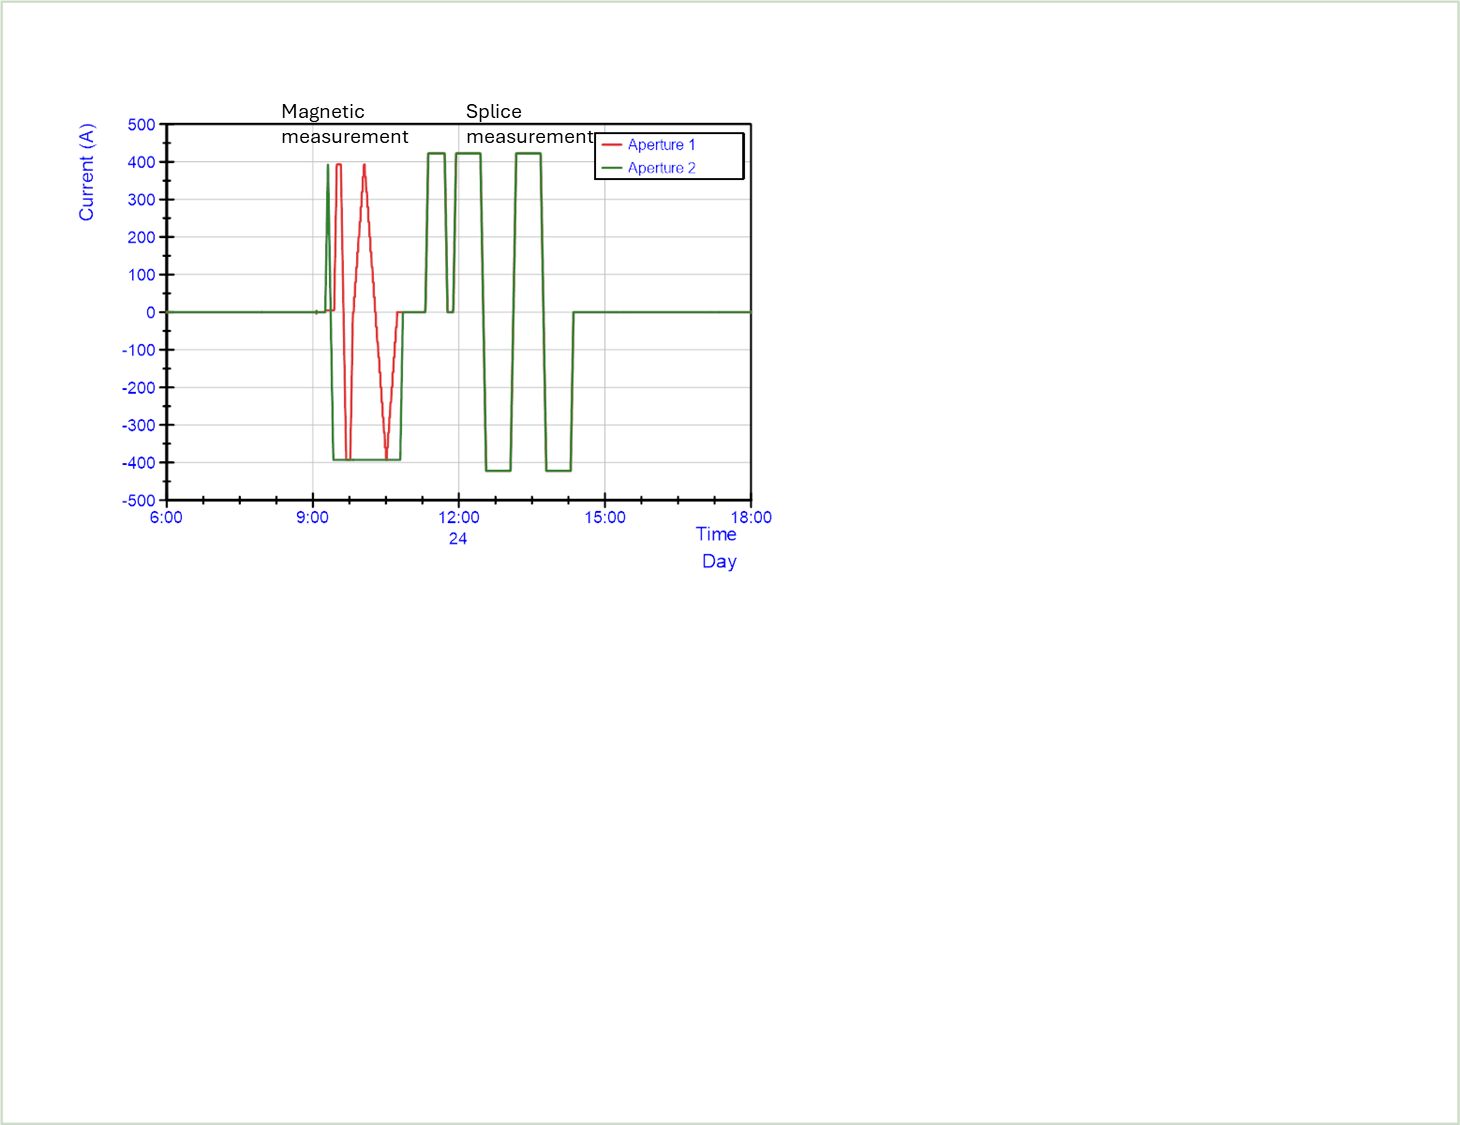 Magnetic
measurement
Splice
measurement
Current (A)
500
400
300
200
100
0
-100
-200
-300
-400
-500
Aperture 1
Aperture 2
6:00
9:00
12:00
15:00
18:00
24
Time
Day